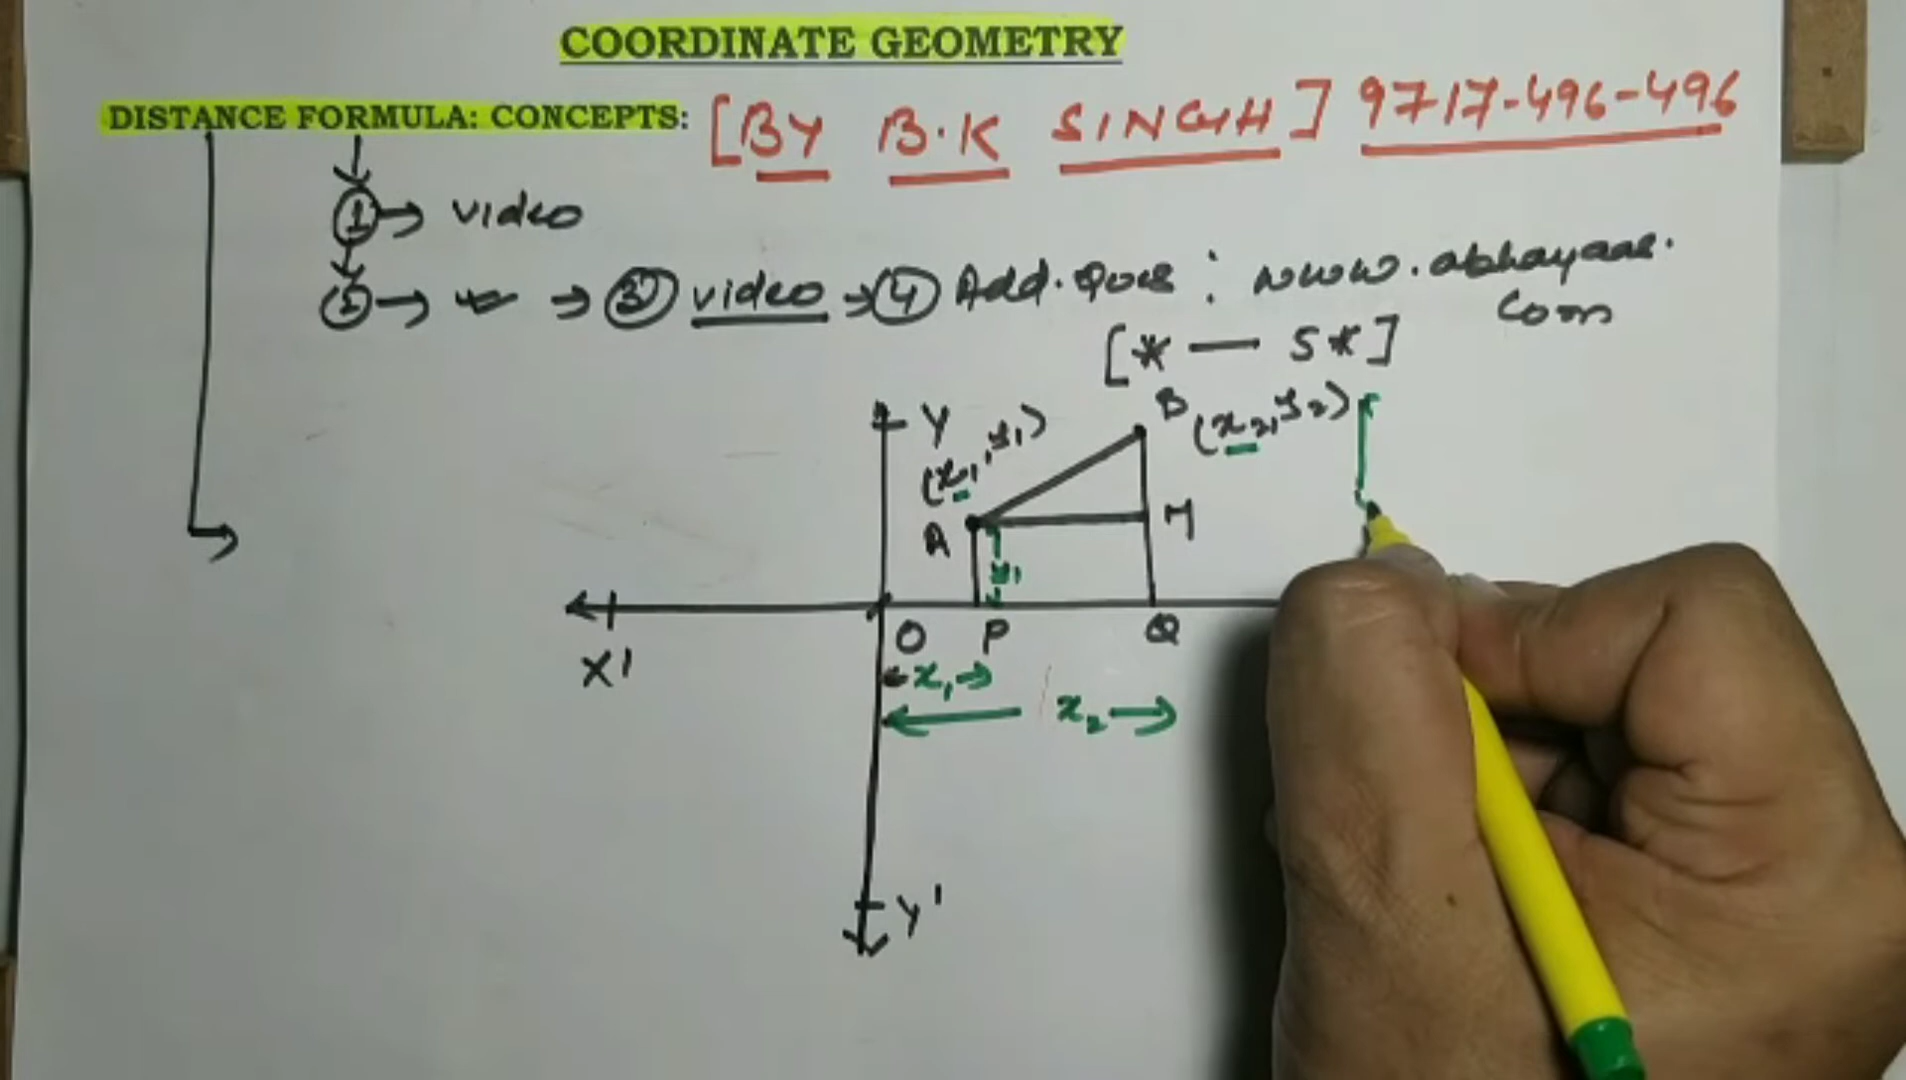 COORDINATE GEOMETRY
DISTANCE FORMULA: CONCEPTS: [BY B.K SINGH] 9717-496-496
1 → video
2 → → 3 video → 4 Add. Ques : www.abhayaas.
com
[* — 5*]
Y (x₁, y₁) B (x₂, y₂)
A M
y₁
O P Q
X'
x₁
x₂
Y'